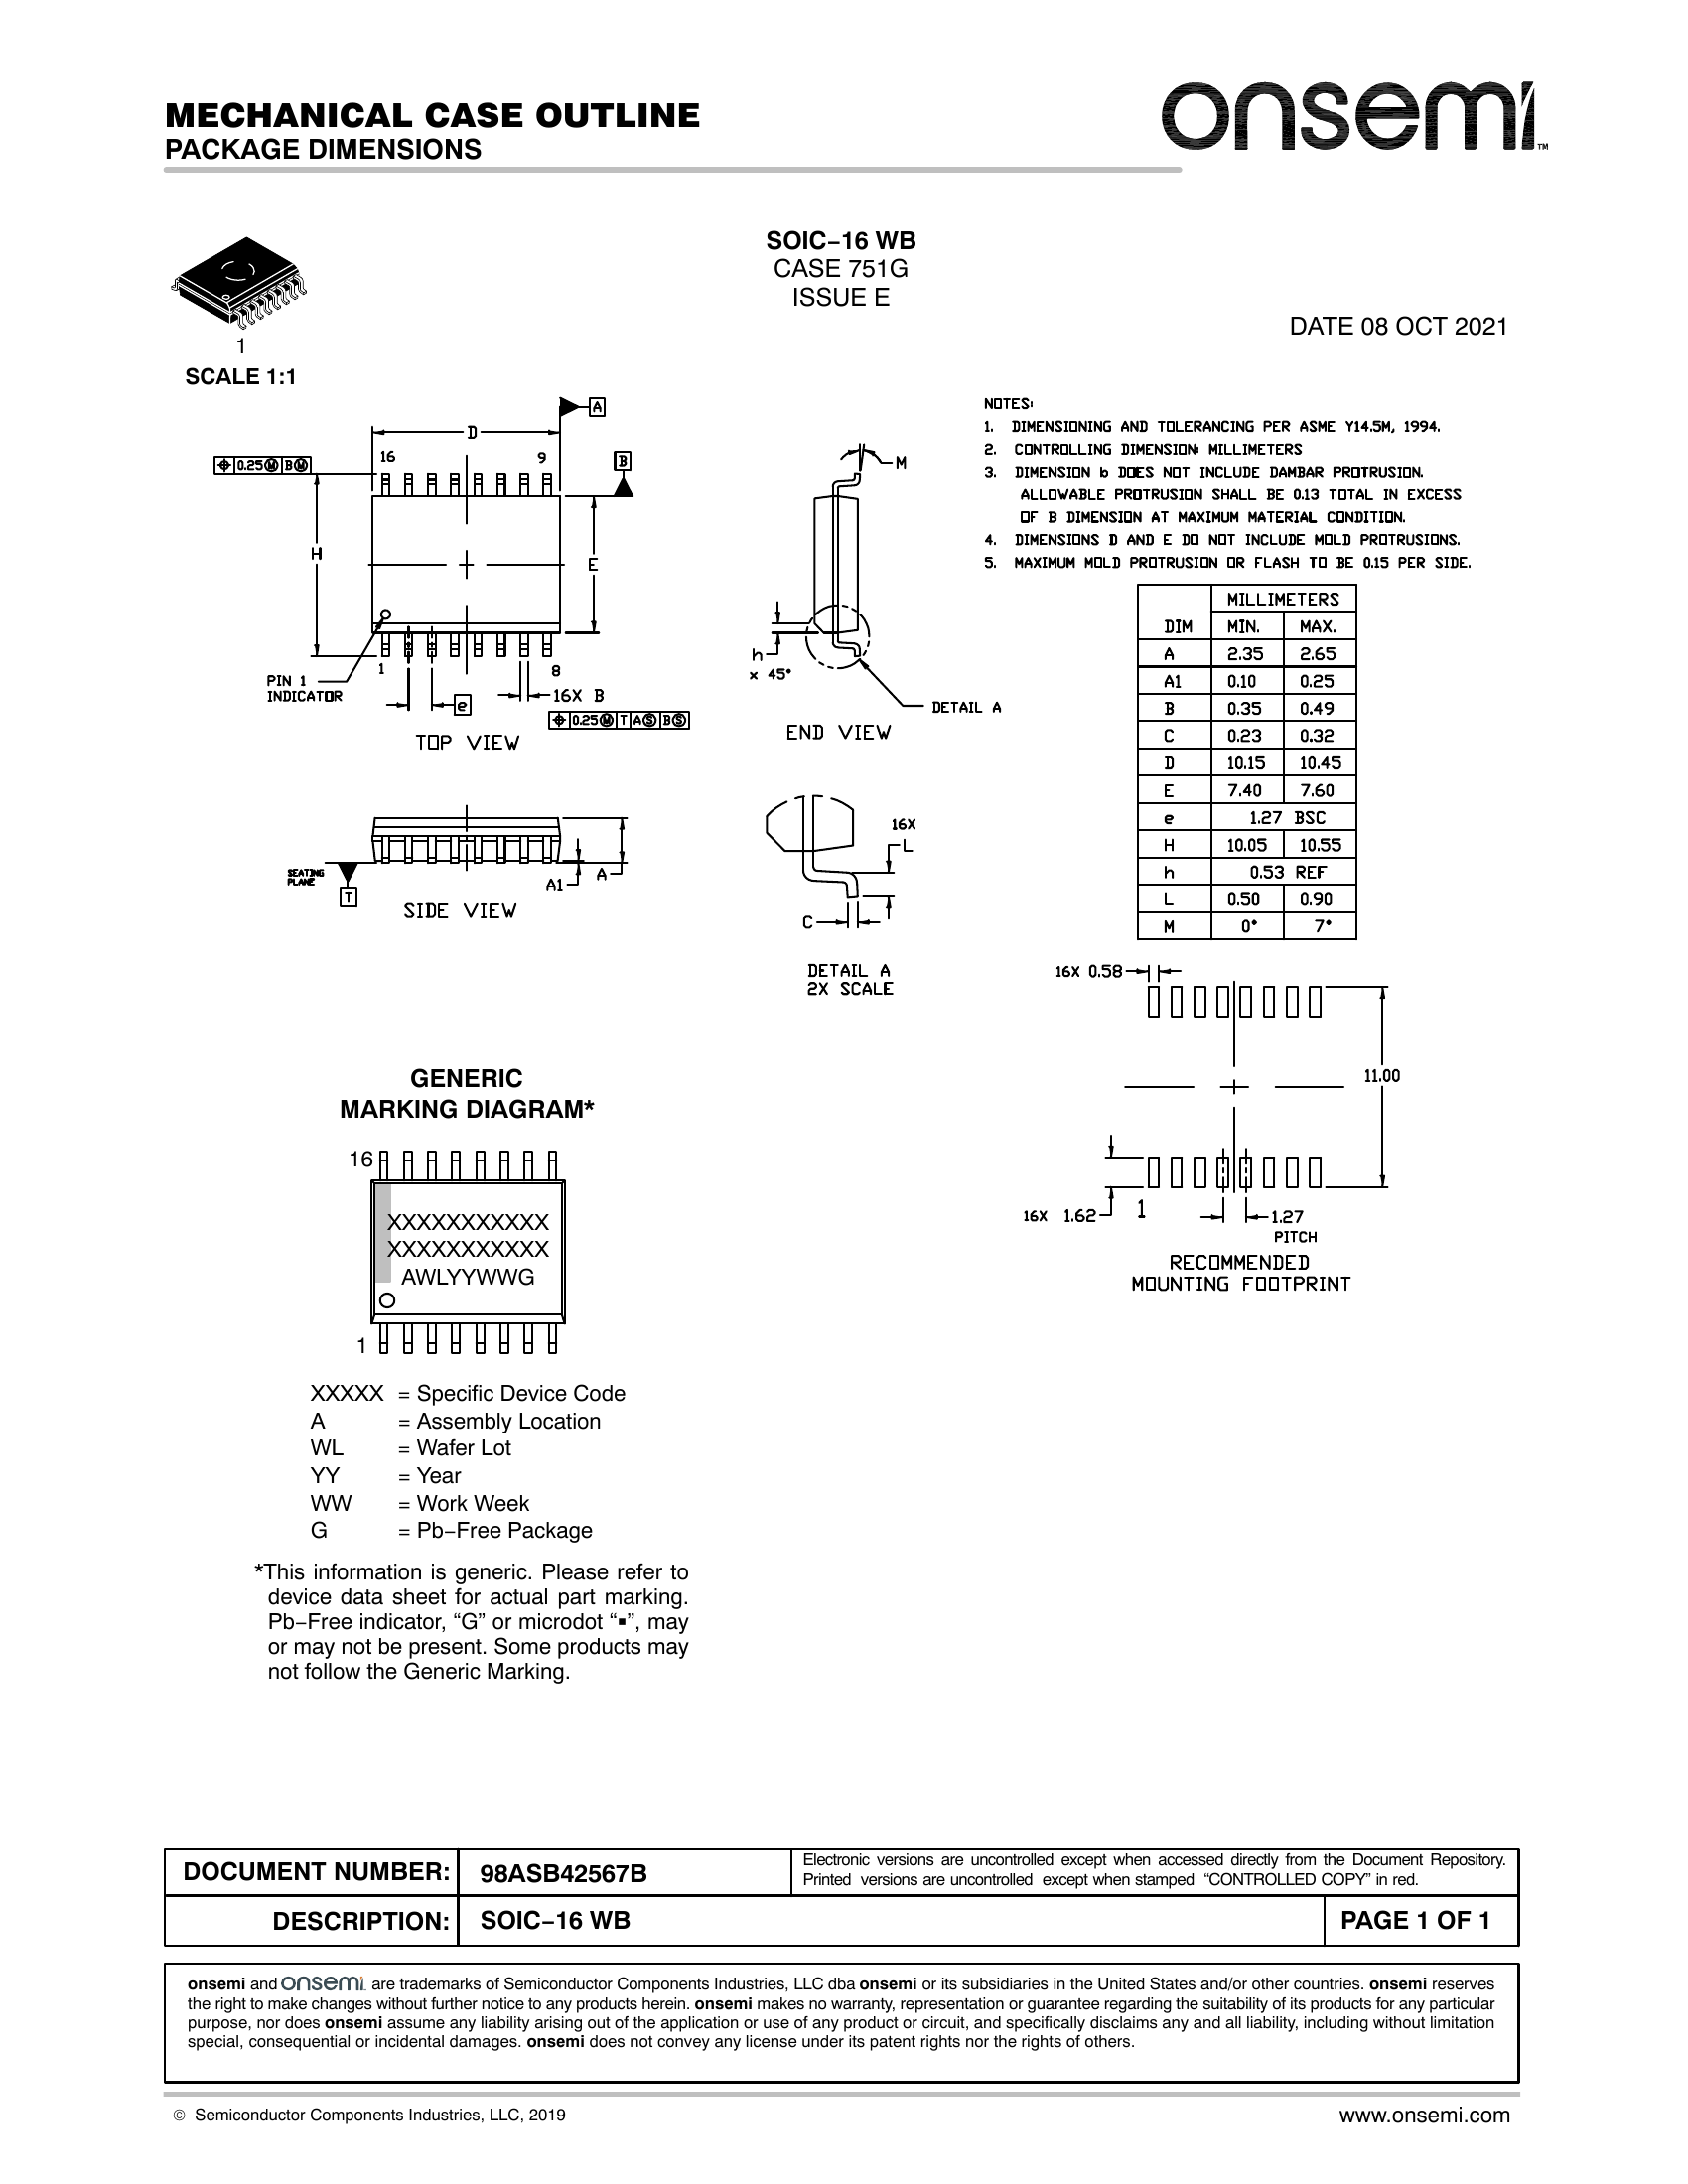 MECHANICAL CASE OUTLINE
PACKAGE DIMENSIONS
onsemi™
SOIC−16 WB
CASE 751G
ISSUE E
DATE 08 OCT 2021
1
SCALE 1:1
A
D
16
9
B
0.25Ⓜ B Ⓜ
H
E
1
8
PIN 1
INDICATOR
e
16X B
0.25Ⓜ T AⓈ BⓈ
TOP VIEW
M
h
x 45°
DETAIL A
END VIEW
NOTES:
1. DIMENSIONING AND TOLERANCING PER ASME Y14.5M, 1994.
2. CONTROLLING DIMENSION: MILLIMETERS
3. DIMENSION b DOES NOT INCLUDE DAMBAR PROTRUSION.
ALLOWABLE PROTRUSION SHALL BE 0.13 TOTAL IN EXCESS
OF B DIMENSION AT MAXIMUM MATERIAL CONDITION.
4. DIMENSIONS D AND E DO NOT INCLUDE MOLD PROTRUSIONS.
5. MAXIMUM MOLD PROTRUSION OR FLASH TO BE 0.15 PER SIDE.
MILLIMETERS
DIM MIN. MAX.
A 2.35 2.65
A1 0.10 0.25
B 0.35 0.49
C 0.23 0.32
D 10.15 10.45
E 7.40 7.60
e 1.27 BSC
H 10.05 10.55
h 0.53 REF
L 0.50 0.90
M 0° 7°
SEATING
PLANE
T
A1
A
SIDE VIEW
16X
L
C
DETAIL A
2X SCALE
16X 0.58
11.00
16X 1.62
1
1.27
PITCH
RECOMMENDED
MOUNTING FOOTPRINT
GENERIC
MARKING DIAGRAM*
16
XXXXXXXXXXX
XXXXXXXXXXX
AWLYYWWG
1
XXXXX = Specific Device Code
A = Assembly Location
WL = Wafer Lot
YY = Year
WW = Work Week
G = Pb−Free Package
*This information is generic. Please refer to
device data sheet for actual part marking.
Pb−Free indicator, “G” or microdot “▪”, may
or may not be present. Some products may
not follow the Generic Marking.
DOCUMENT NUMBER: 98ASB42567B
Electronic versions are uncontrolled except when accessed directly from the Document Repository.
Printed versions are uncontrolled except when stamped “CONTROLLED COPY” in red.
DESCRIPTION: SOIC−16 WB
PAGE 1 OF 1
onsemi and onsemi are trademarks of Semiconductor Components Industries, LLC dba onsemi or its subsidiaries in the United States and/or other countries. onsemi reserves
the right to make changes without further notice to any products herein. onsemi makes no warranty, representation or guarantee regarding the suitability of its products for any particular
purpose, nor does onsemi assume any liability arising out of the application or use of any product or circuit, and specifically disclaims any and all liability, including without limitation
special, consequential or incidental damages. onsemi does not convey any license under its patent rights nor the rights of others.
© Semiconductor Components Industries, LLC, 2019
www.onsemi.com